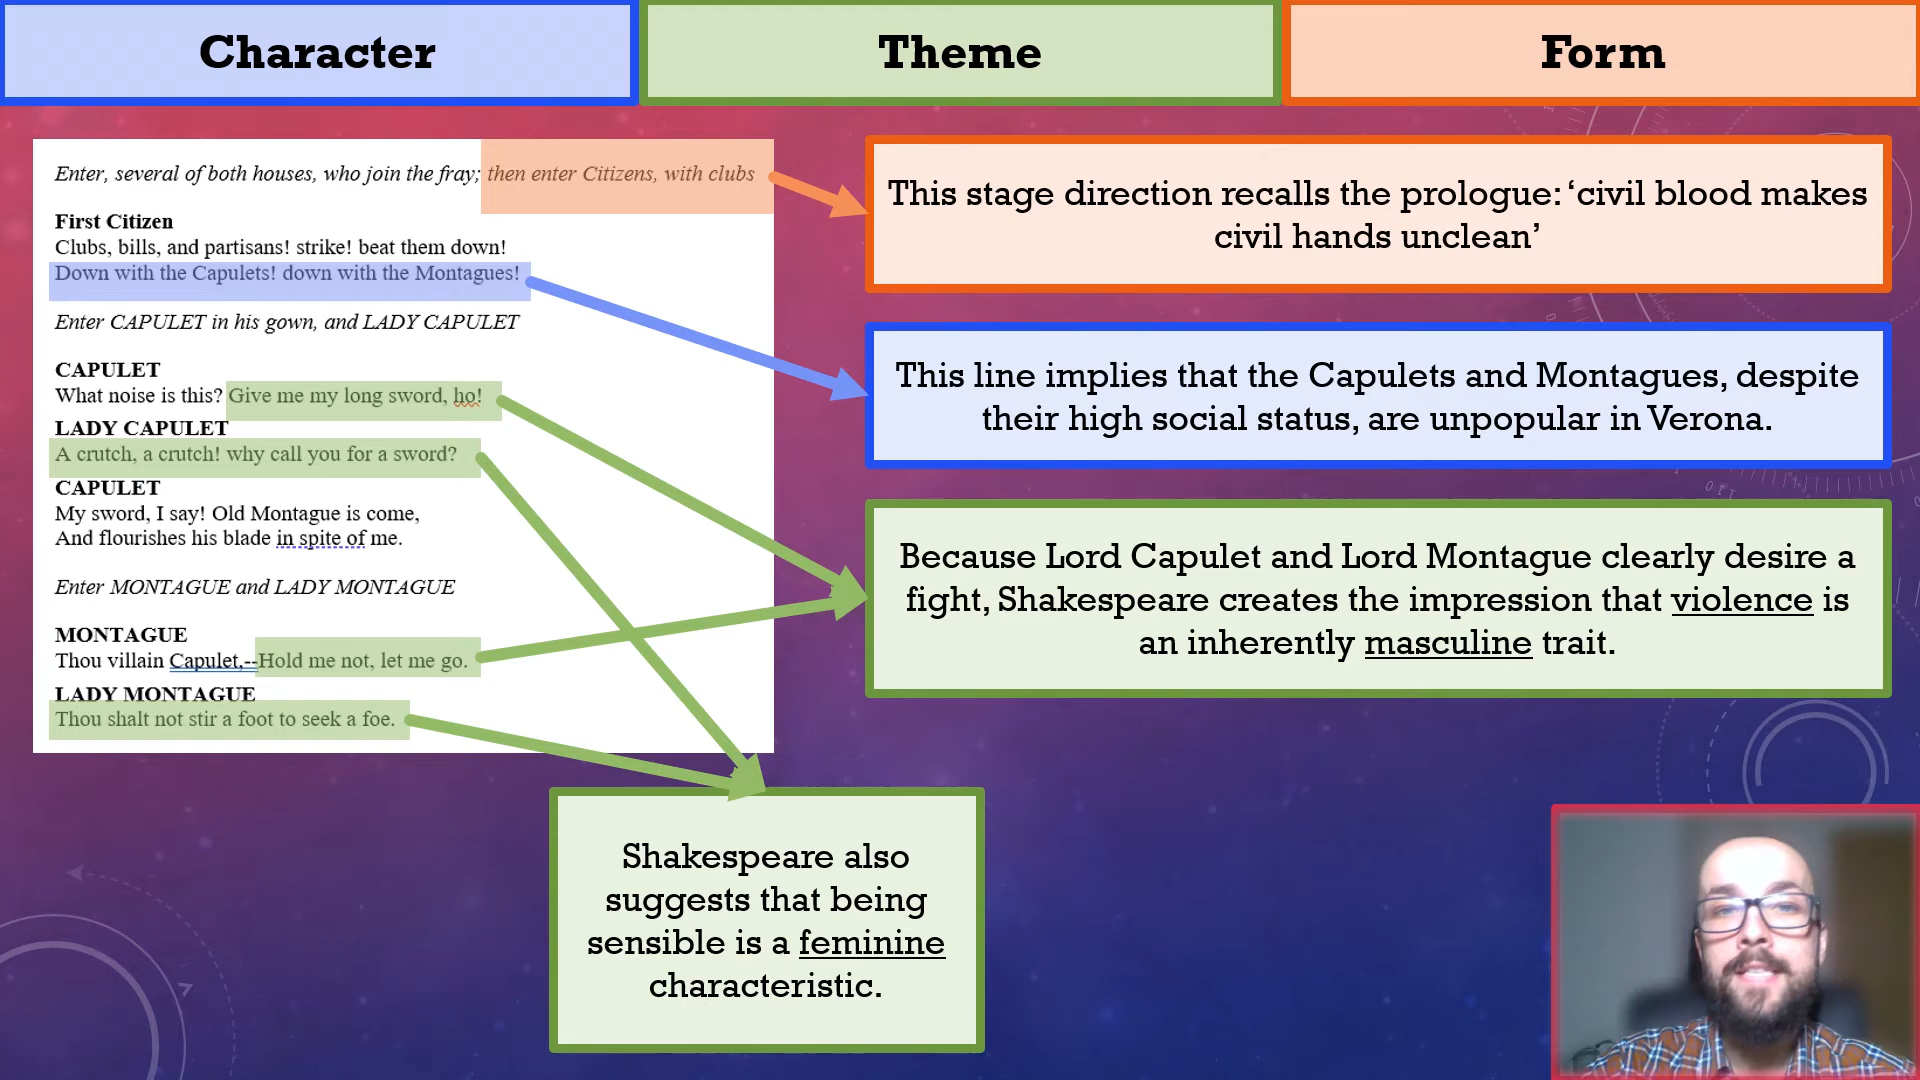 Character
Theme
Form
Enter, several of both houses, who join the fray; then enter Citizens, with clubs
First Citizen
Clubs, bills, and partisans! strike! beat them down!
Down with the Capulets! down with the Montagues!
Enter CAPULET in his gown, and LADY CAPULET
CAPULET
What noise is this? Give me my long sword, ho!
LADY CAPULET
A crutch, a crutch! why call you for a sword?
CAPULET
My sword, I say! Old Montague is come,
And flourishes his blade in spite of me.
Enter MONTAGUE and LADY MONTAGUE
MONTAGUE
Thou villain Capulet,--Hold me not, let me go.
LADY MONTAGUE
Thou shalt not stir a foot to seek a foe.
This stage direction recalls the prologue: ‘civil blood makes
civil hands unclean’
This line implies that the Capulets and Montagues, despite
their high social status, are unpopular in Verona.
Because Lord Capulet and Lord Montague clearly desire a
fight, Shakespeare creates the impression that violence is
an inherently masculine trait.
Shakespeare also
suggests that being
sensible is a feminine
characteristic.